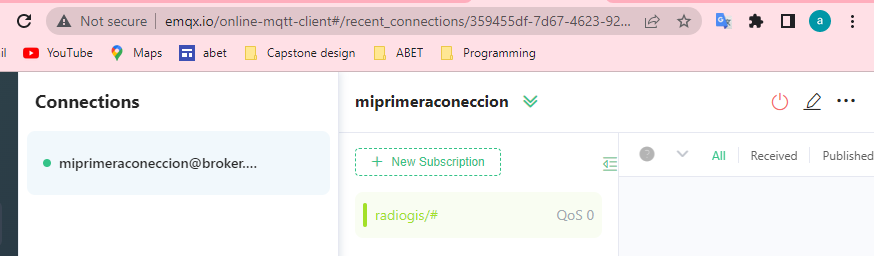 Not secure | emqx.io/online-mqtt-client#/recent_connections/359455df-7d67-4623-92...
a
il YouTube Maps abet Capstone design ABET Programming
Connections
miprimeraconeccion
miprimeraconeccion@broker....
+ New Subscription
? All Received Published
radiogis/# QoS 0